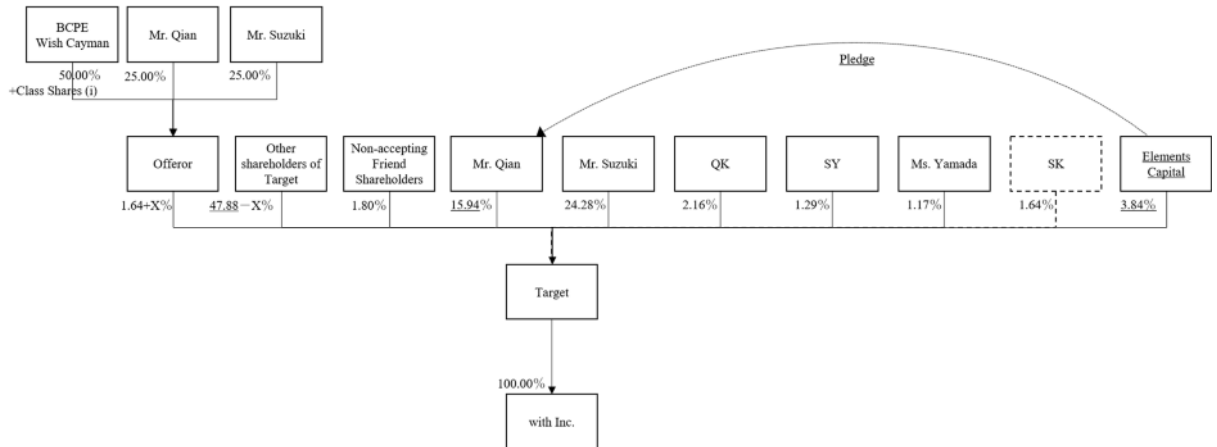 BCPE
Wish Cayman
Mr. Qian
Mr. Suzuki
50.00%
+Class Shares (i)
25.00%
25.00%
Pledge
Offeror
Other
shareholders of
Target
Non-accepting
Friend
Shareholders
Mr. Qian
Mr. Suzuki
QK
SY
Ms. Yamada
SK
Elements
Capital
1.64+X%
47.88－X%
1.80%
15.94%
24.28%
2.16%
1.29%
1.17%
1.64%
3.84%
Target
100.00%
with Inc.